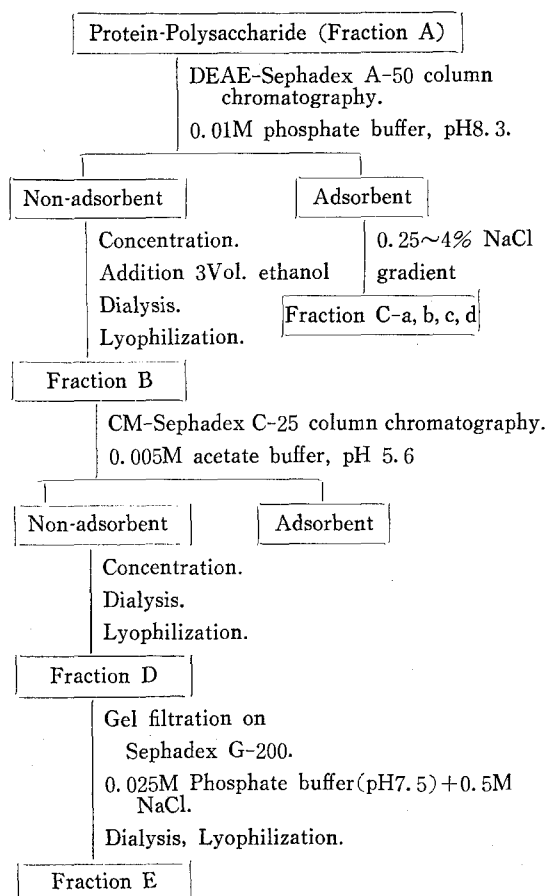 Protein-Polysaccharide (Fraction A)
DEAE-Sephadex A-50 column
chromatography.
0.01M phosphate buffer, pH8.3.
Non-adsorbent
Adsorbent
Concentration.
Addition 3Vol. ethanol
Dialysis.
Lyophilization.
0.25~4% NaCl
gradient
Fraction C-a, b, c, d
Fraction B
CM-Sephadex C-25 column chromatography.
0.005M acetate buffer, pH 5.6
Non-adsorbent
Adsorbent
Concentration.
Dialysis.
Lyophilization.
Fraction D
Gel filtration on
Sephadex G-200.
0.025M Phosphate buffer(pH7.5)+0.5M
NaCl.
Dialysis, Lyophilization.
Fraction E